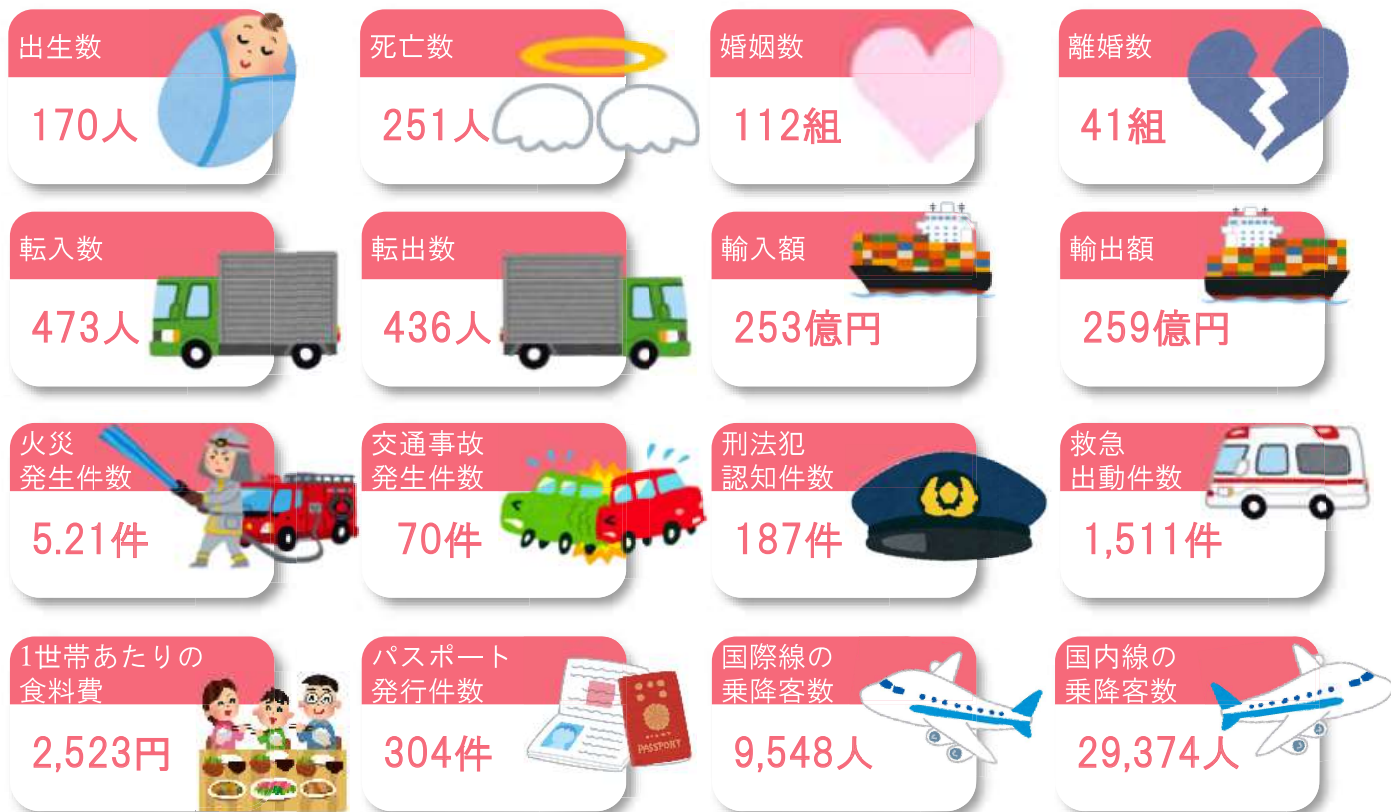 出生数
170人
死亡数
251人
婚姻数
112組
離婚数
41組
転入数
473人
転出数
436人
輸入額
253億円
輸出額
259億円
火災
発生件数
5.21件
交通事故
発生件数
70件
刑法犯
認知件数
187件
救急
出動件数
1,511件
1世帯あたりの
食料費
2,523円
パスポート
発行件数
304件
PASSPORT
国際線の
乗降客数
9,548人
国内線の
乗降客数
29,374人